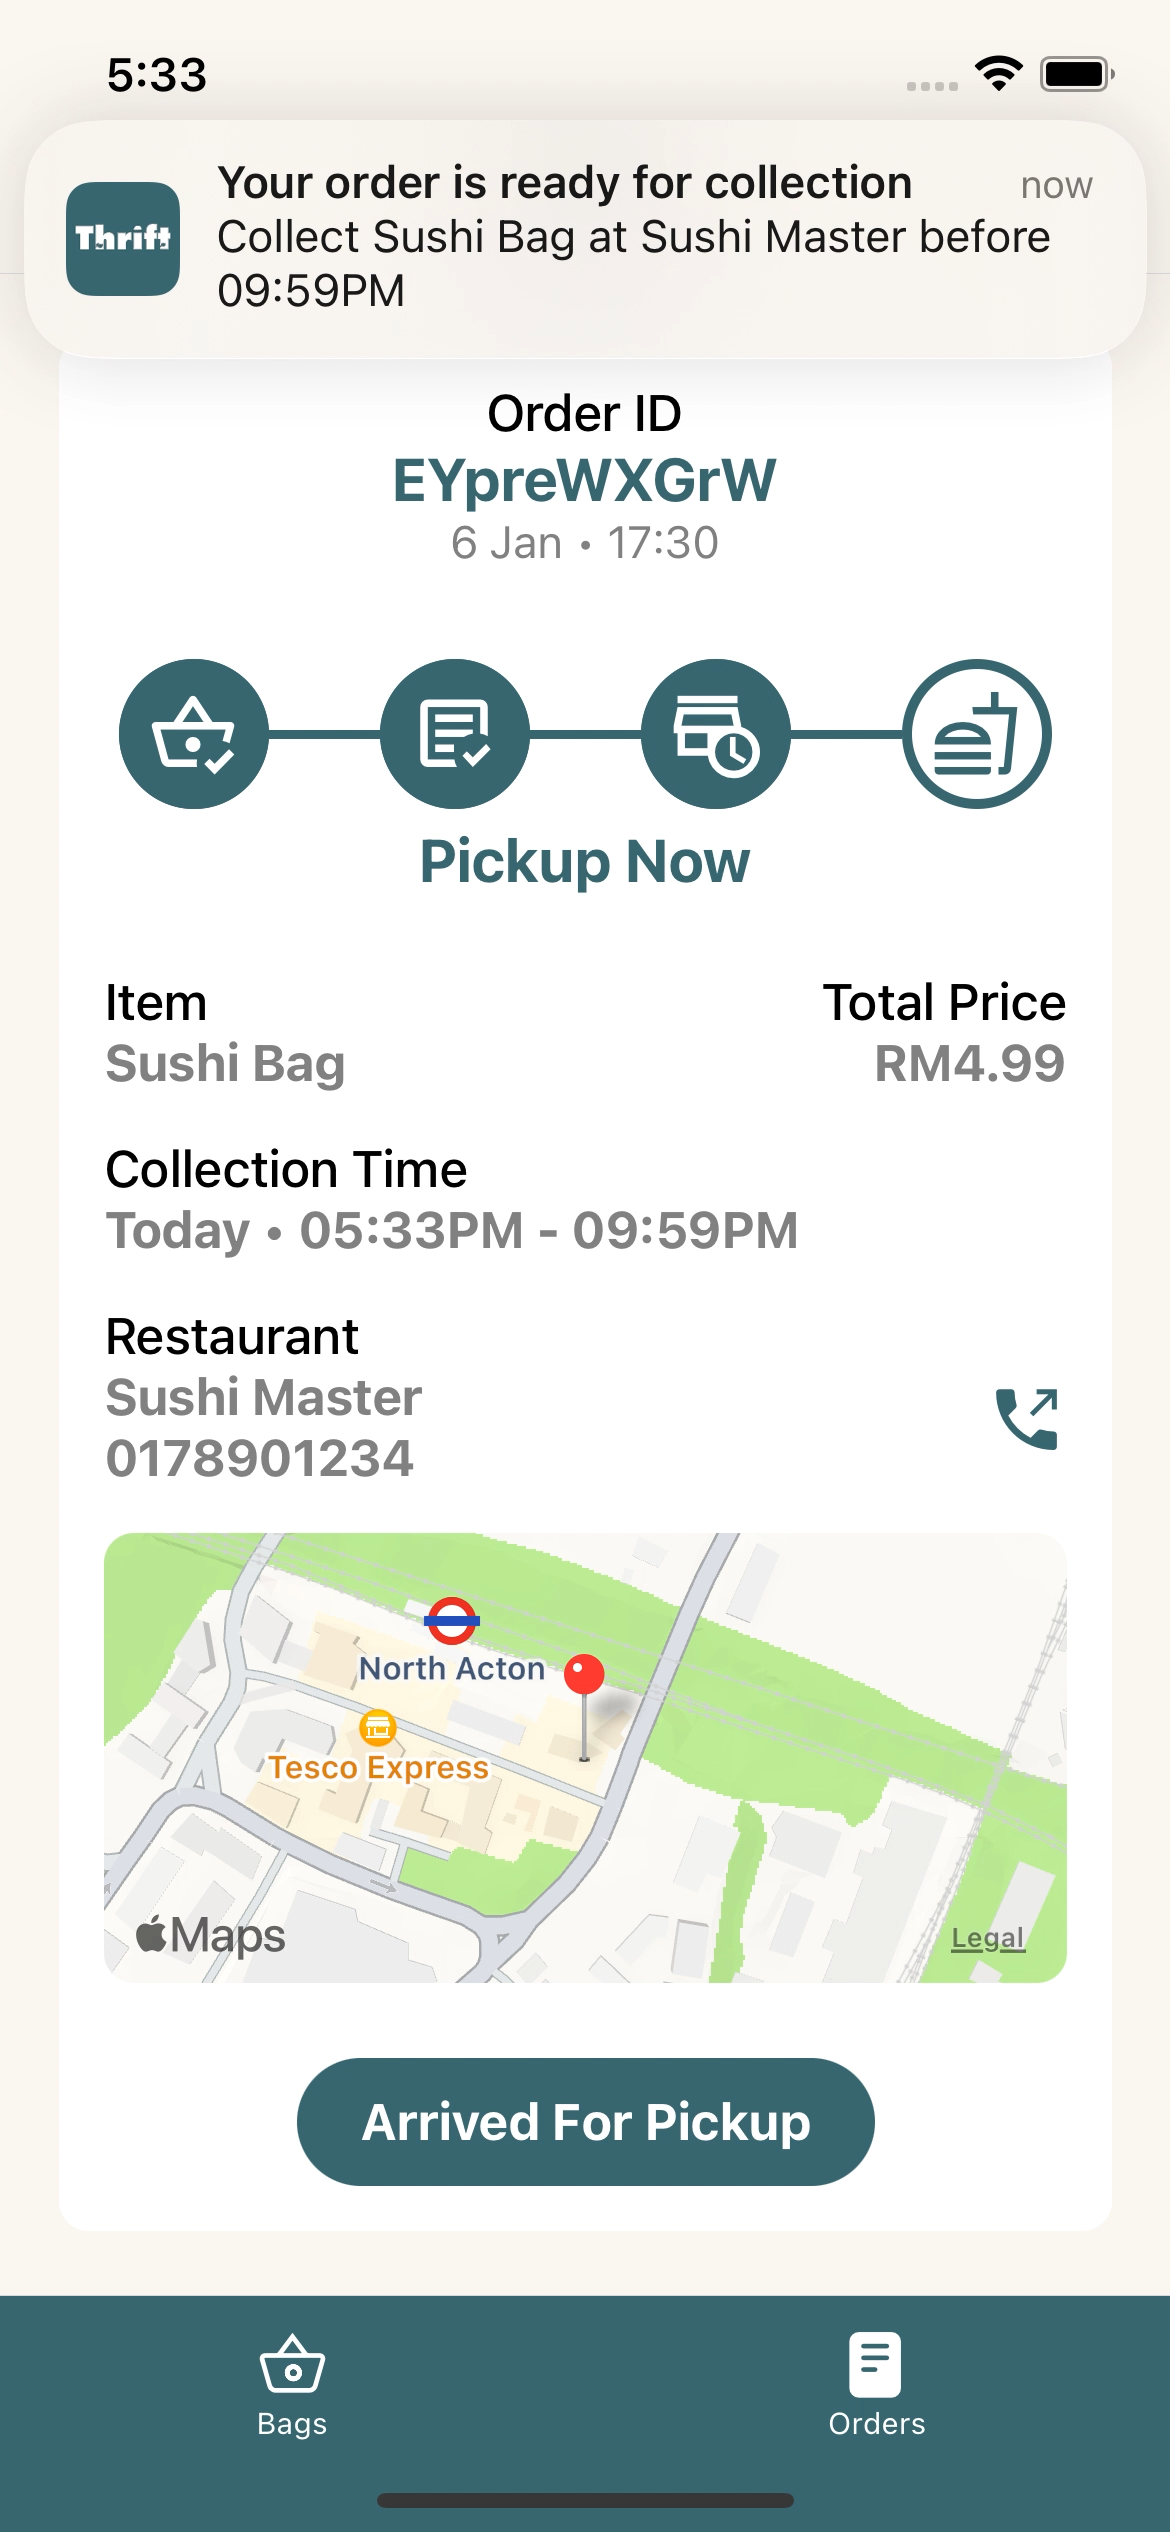 5:33
Thrift
Your order is ready for collection
now
Collect Sushi Bag at Sushi Master before
09:59PM
Order ID
EYpreWXGrW
6 Jan • 17:30
Pickup Now
Item
Total Price
Sushi Bag
RM4.99
Collection Time
Today • 05:33PM - 09:59PM
Restaurant
Sushi Master
0178901234
North Acton
Tesco Express
Maps
Legal
Arrived For Pickup
Bags
Orders